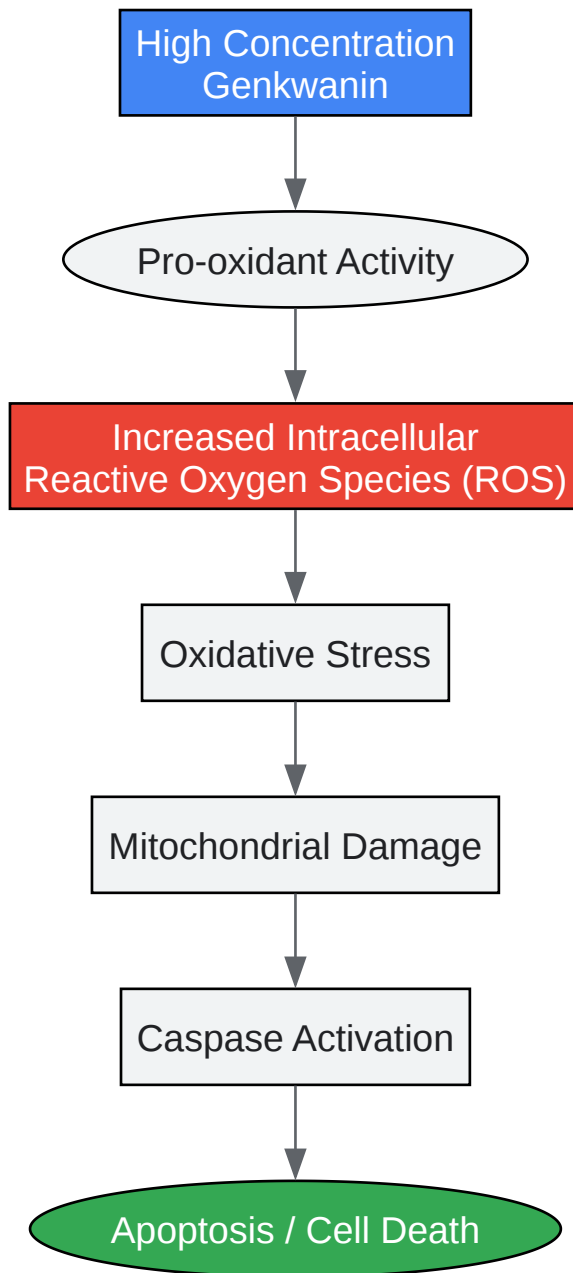 High Concentration
Genkwanin
Pro-oxidant Activity
Increased Intracellular
Reactive Oxygen Species (ROS)
Oxidative Stress
Mitochondrial Damage
Caspase Activation
Apoptosis / Cell Death